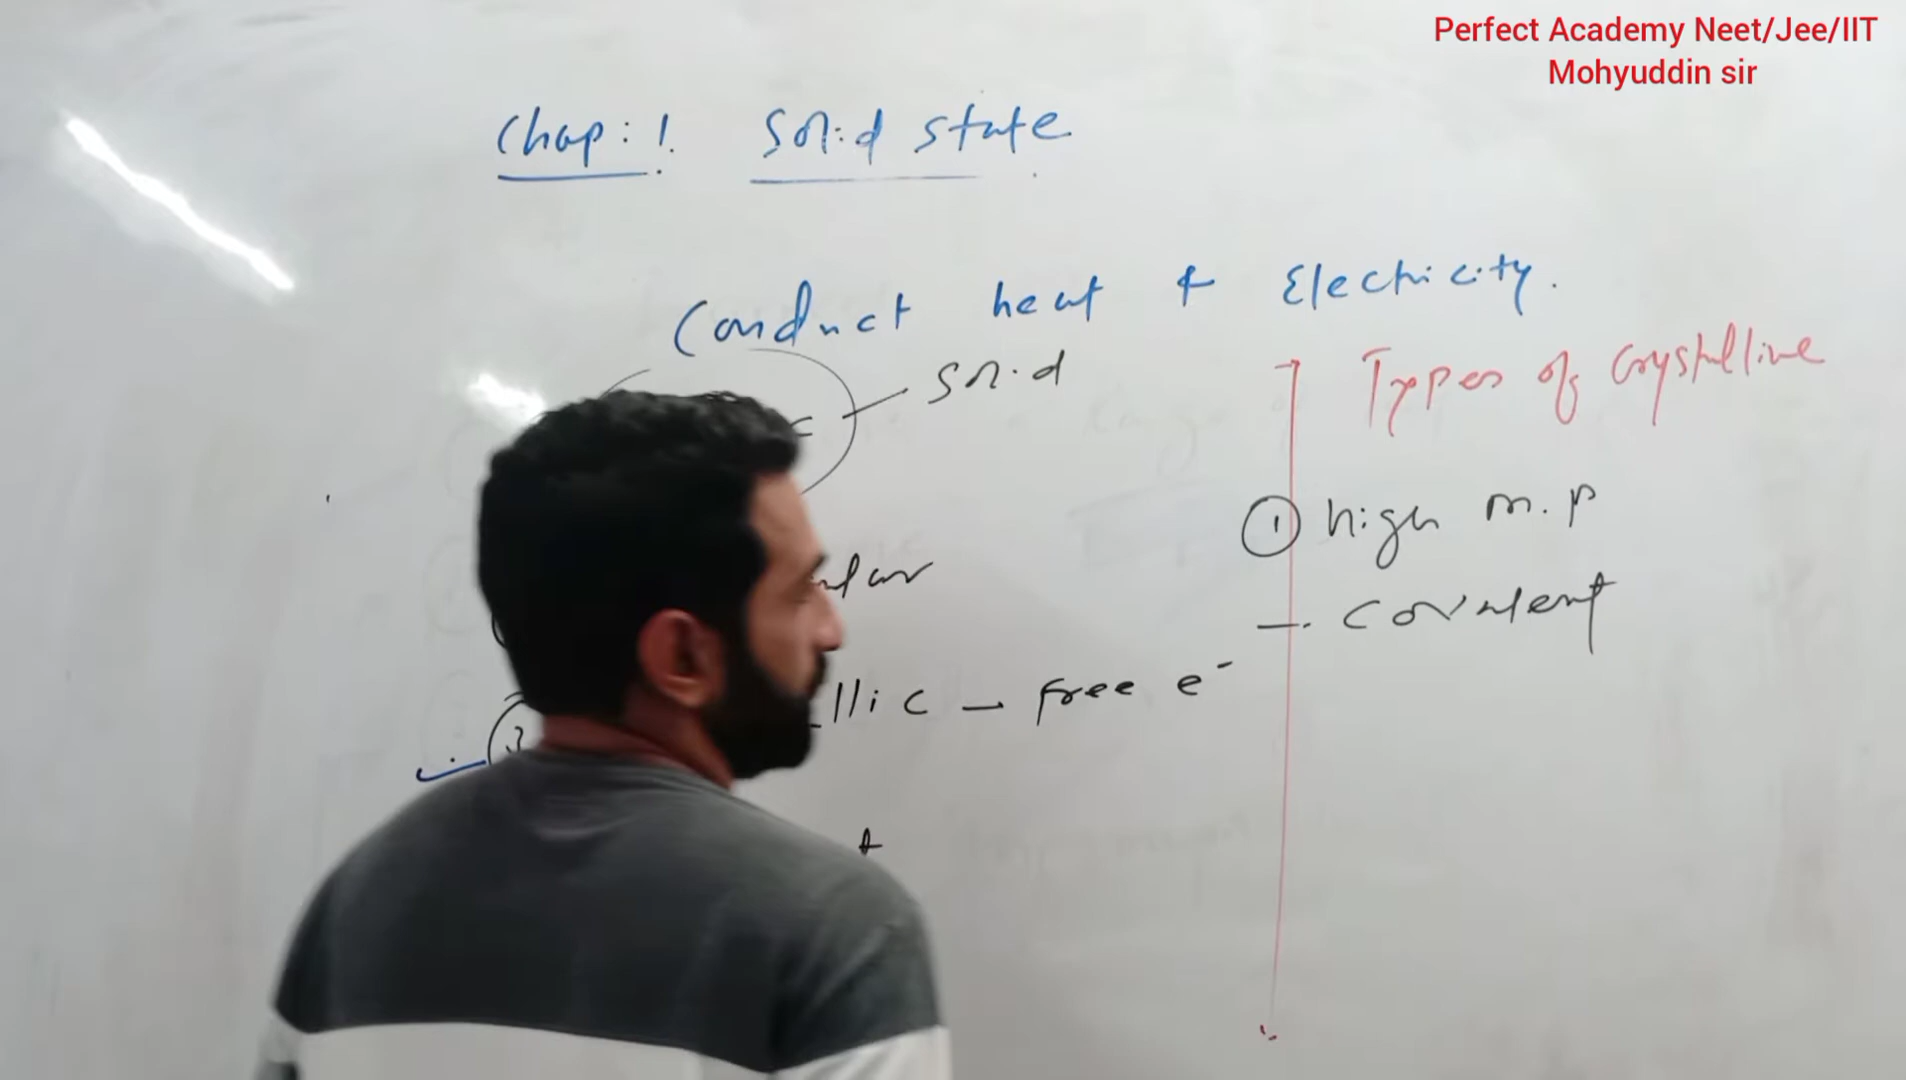 Perfect Academy Neet/Jee/IIT
Mohyuddin sir
Chap: 1. Solid state
Conduct heat & Electricity.
Solid
Types of crystalline
① high m.p
— covalent
③ llic — free e⁻